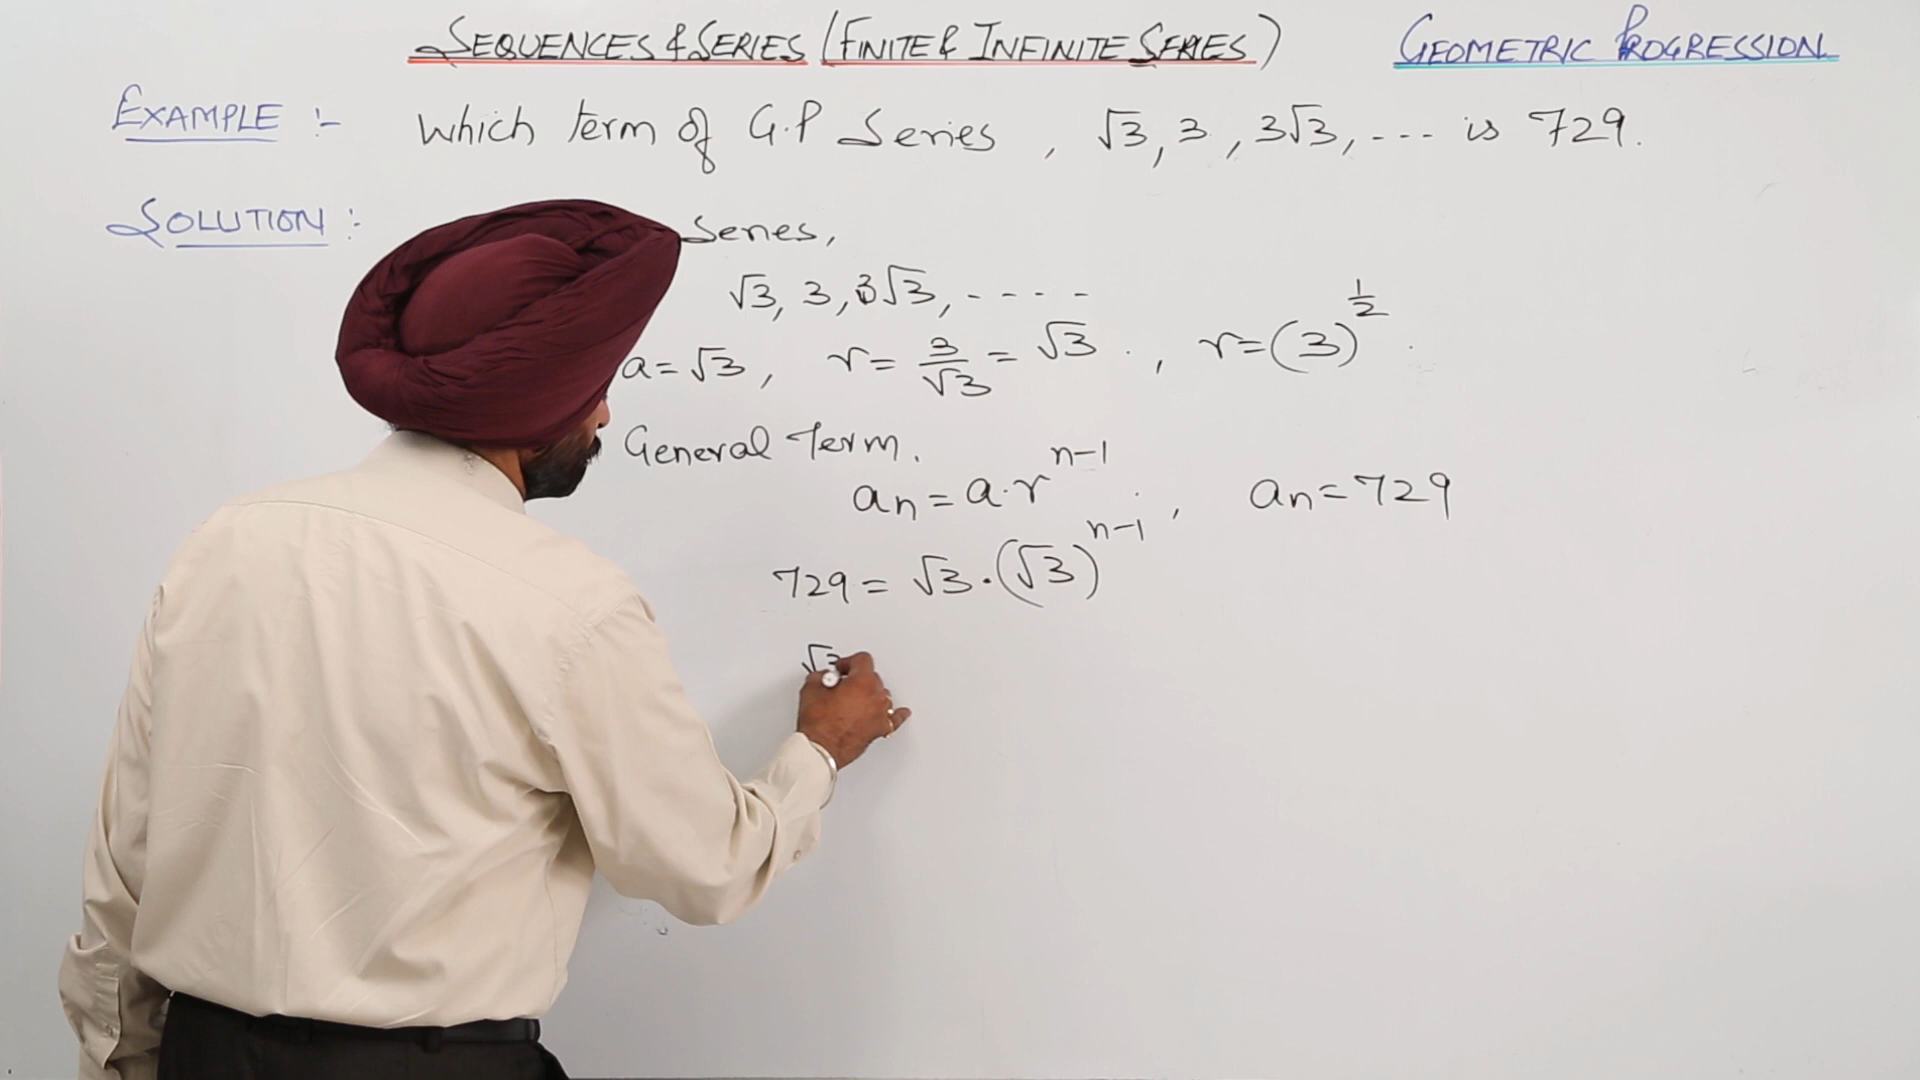 SEQUENCES & SERIES (FINITE & INFINITE SERIES) GEOMETRIC PROGRESSION
EXAMPLE :- Which term of G.P Series , √3, 3, 3√3, --- is 729.
SOLUTION :- Series,
√3, 3, 3√3, - - - -
a = √3, r = 3/√3 = √3 . , r = (3)^1/2 .
General Term.
an = a.r^n-1 , an = 729
729 = √3 . (√3)^n-1
√3